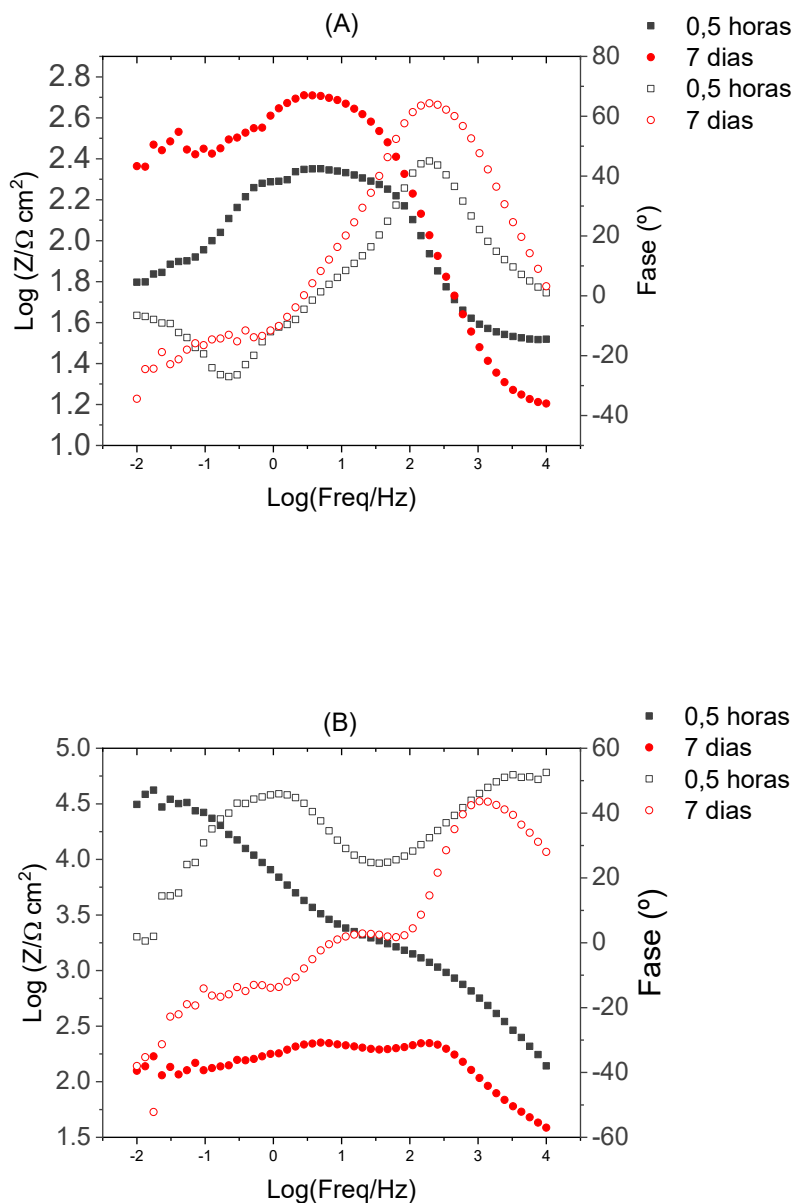 (A)
0,5 horas
7 dias
0,5 horas
7 dias
2.8
2.6
2.4
2.2
2.0
1.8
1.6
1.4
1.2
1.0
Log (Z/Ω cm²)
80
60
40
20
0
-20
-40
Fase (º)
-2 -1 0 1 2 3 4
Log(Freq/Hz)
(B)
0,5 horas
7 dias
0,5 horas
7 dias
5.0
4.5
4.0
3.5
3.0
2.5
2.0
1.5
Log (Z/Ω cm²)
60
40
20
0
-20
-40
-60
Fase (º)
-2 -1 0 1 2 3 4
Log(Freq/Hz)